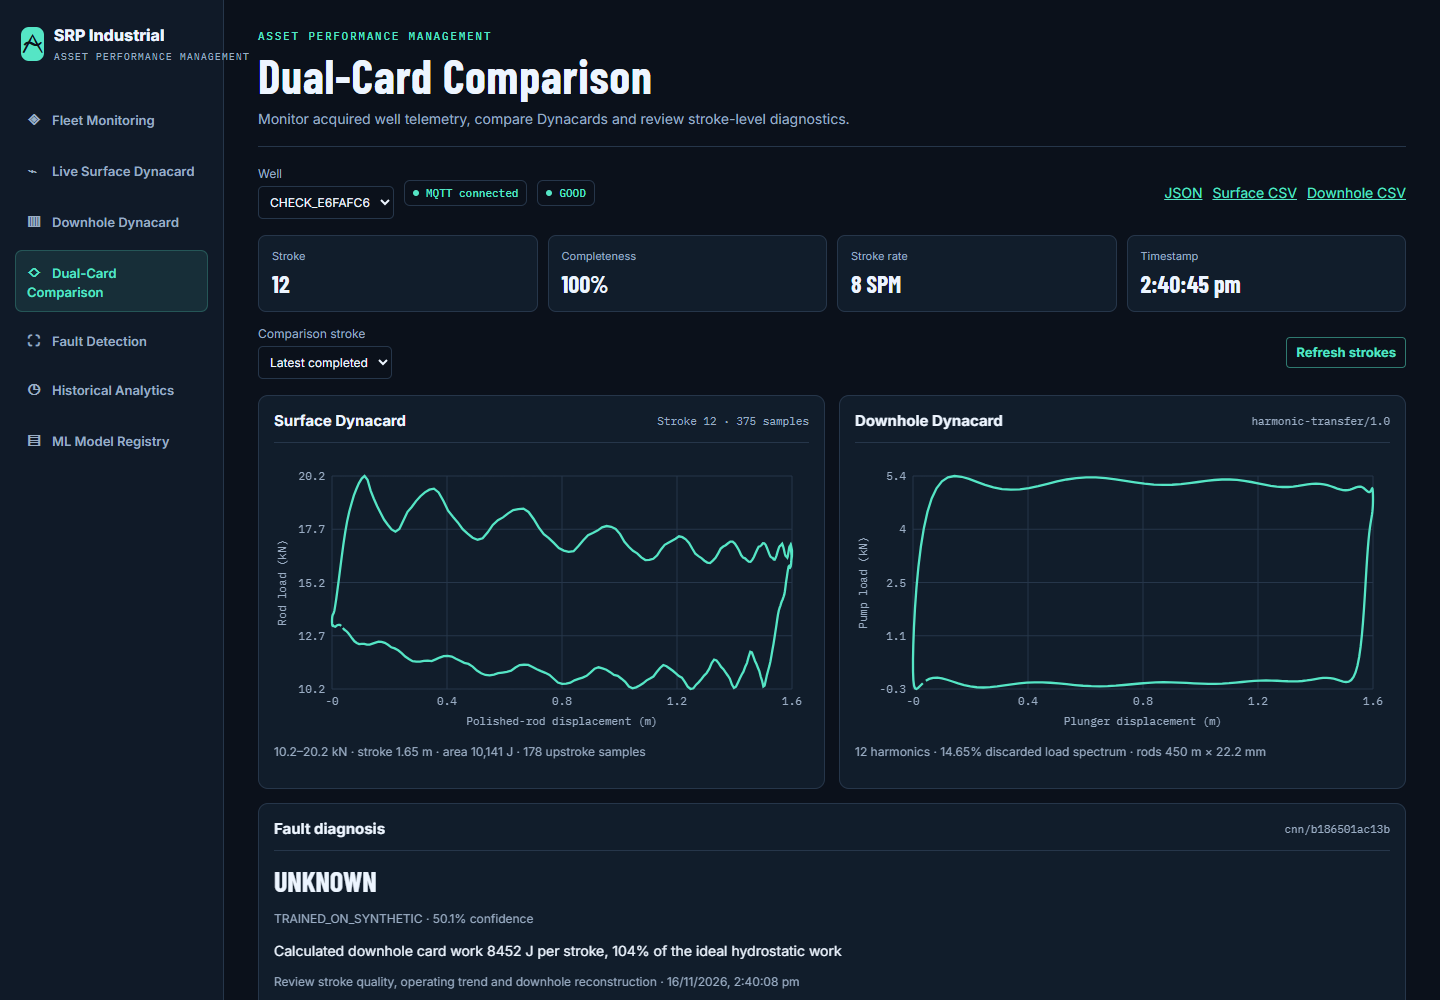 SRP Industrial
ASSET PERFORMANCE MANAGEMENT
Fleet Monitoring
Live Surface Dynacard
Downhole Dynacard
Dual-Card
Comparison
Fault Detection
Historical Analytics
ML Model Registry
ASSET PERFORMANCE MANAGEMENT
Dual-Card Comparison
Monitor acquired well telemetry, compare Dynacards and review stroke-level diagnostics.
Well
CHECK_E6FAFC6
MQTT connected
GOOD
JSON Surface CSV Downhole CSV
Stroke
12
Completeness
100%
Stroke rate
8 SPM
Timestamp
2:40:45 pm
Comparison stroke
Latest completed
Refresh strokes
Surface Dynacard
Stroke 12 · 375 samples
20.2
17.7
15.2
12.7
10.2
Rod load (kN)
-0 0.4 0.8 1.2 1.6
Polished-rod displacement (m)
10.2–20.2 kN · stroke 1.65 m · area 10,141 J · 178 upstroke samples
Downhole Dynacard
harmonic-transfer/1.0
5.4
4
2.5
1.1
-0.3
Pump load (kN)
-0 0.4 0.8 1.2 1.6
Plunger displacement (m)
12 harmonics · 14.65% discarded load spectrum · rods 450 m × 22.2 mm
Fault diagnosis
cnn/b186501ac13b
UNKNOWN
TRAINED_ON_SYNTHETIC · 50.1% confidence
Calculated downhole card work 8452 J per stroke, 104% of the ideal hydrostatic work
Review stroke quality, operating trend and downhole reconstruction · 16/11/2026, 2:40:08 pm